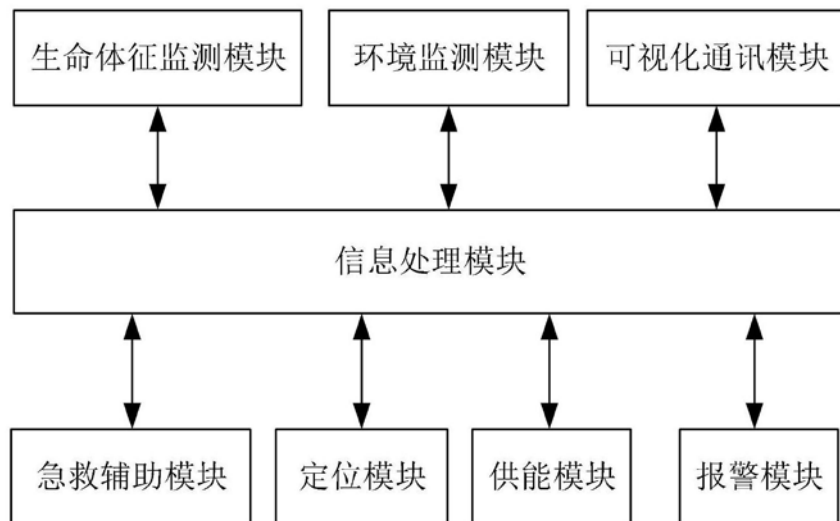 生命体征监测模块
环境监测模块
可视化通讯模块
信息处理模块
急救辅助模块
定位模块
供能模块
报警模块